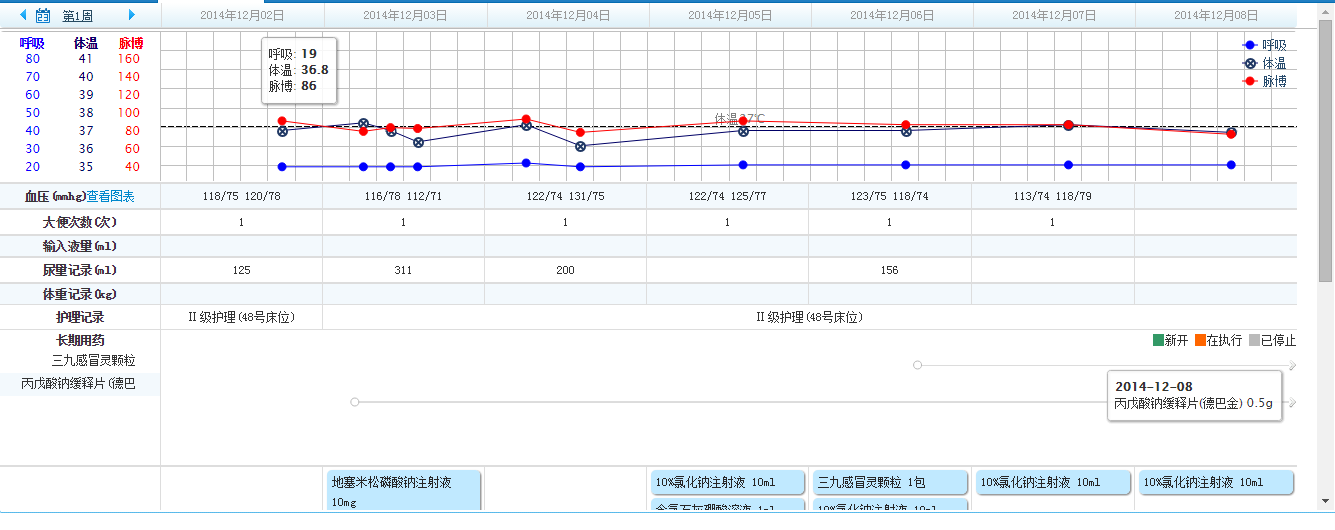 第1周 2014年12月02日 2014年12月03日 2014年12月04日 2014年12月05日 2014年12月06日 2014年12月07日 2014年12月08日
呼吸 体温 脉博
80 41 160
70 40 140
60 39 120
50 38 100
40 37 80
30 36 60
20 35 40
呼吸: 19
体温: 36.8
脉博: 86
呼吸
体温
脉博
体温37℃
血压(mmhg)查看图表 118/75 120/78 116/78 112/71 122/74 131/75 122/74 125/77 123/75 118/74 113/74 118/79
大便次数(次) 1 1 1 1 1 1
输入液量(ml)
尿量记录(ml) 125 311 200 156
体重记录(kg)
护理记录 II 级护理(48号床位) II 级护理(48号床位)
长期用药 新开 在执行 已停止
三九感冒灵颗粒
丙戊酸钠缓释片(德巴
2014-12-08
丙戊酸钠缓释片(德巴金) 0.5g
地塞米松磷酸钠注射液 10mg
10%氯化钠注射液 10ml
三九感冒灵颗粒 1包
10%氯化钠注射液 10ml
10%氯化钠注射液 10ml
10%氯化钠注射液 10ml